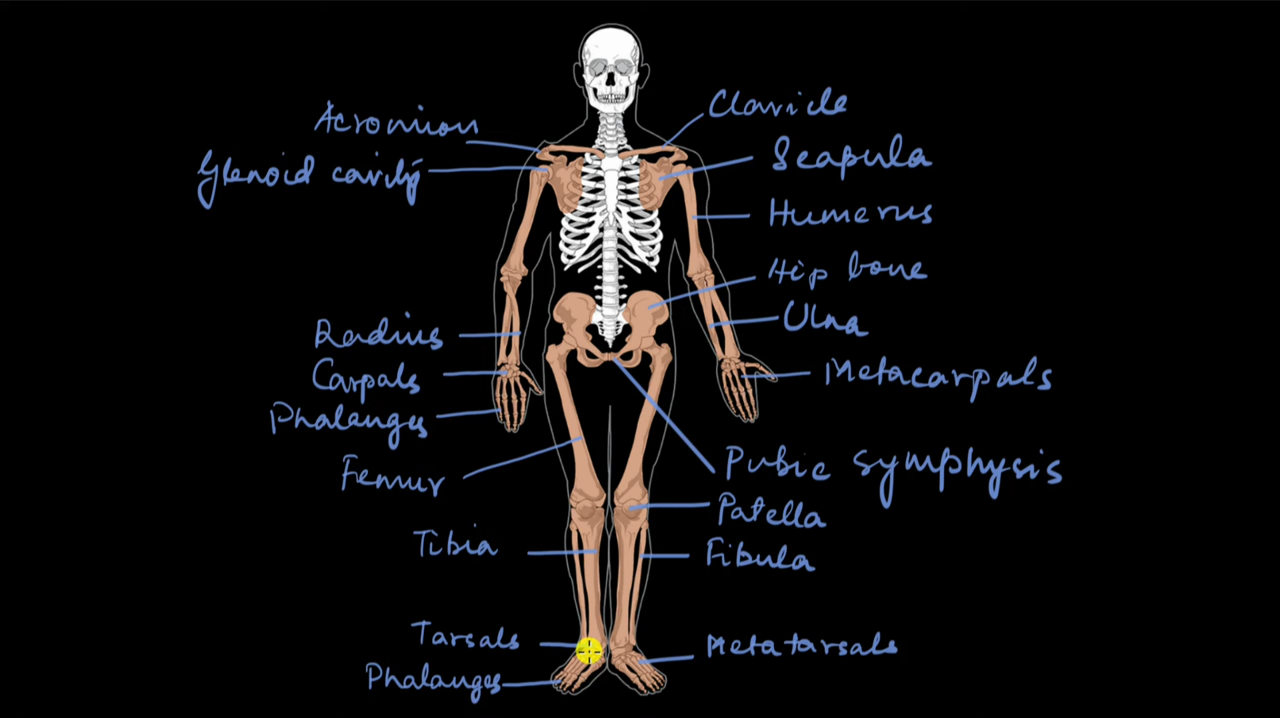 Acromion
Glenoid cavity
Radius
Carpals
Phalanges
Femur
Tibia
Tarsals
Phalanges
Clavicle
Scapula
Humerus
Hip bone
Ulna
Metacarpals
Pubic symphysis
Patella
Fibula
Metatarsals